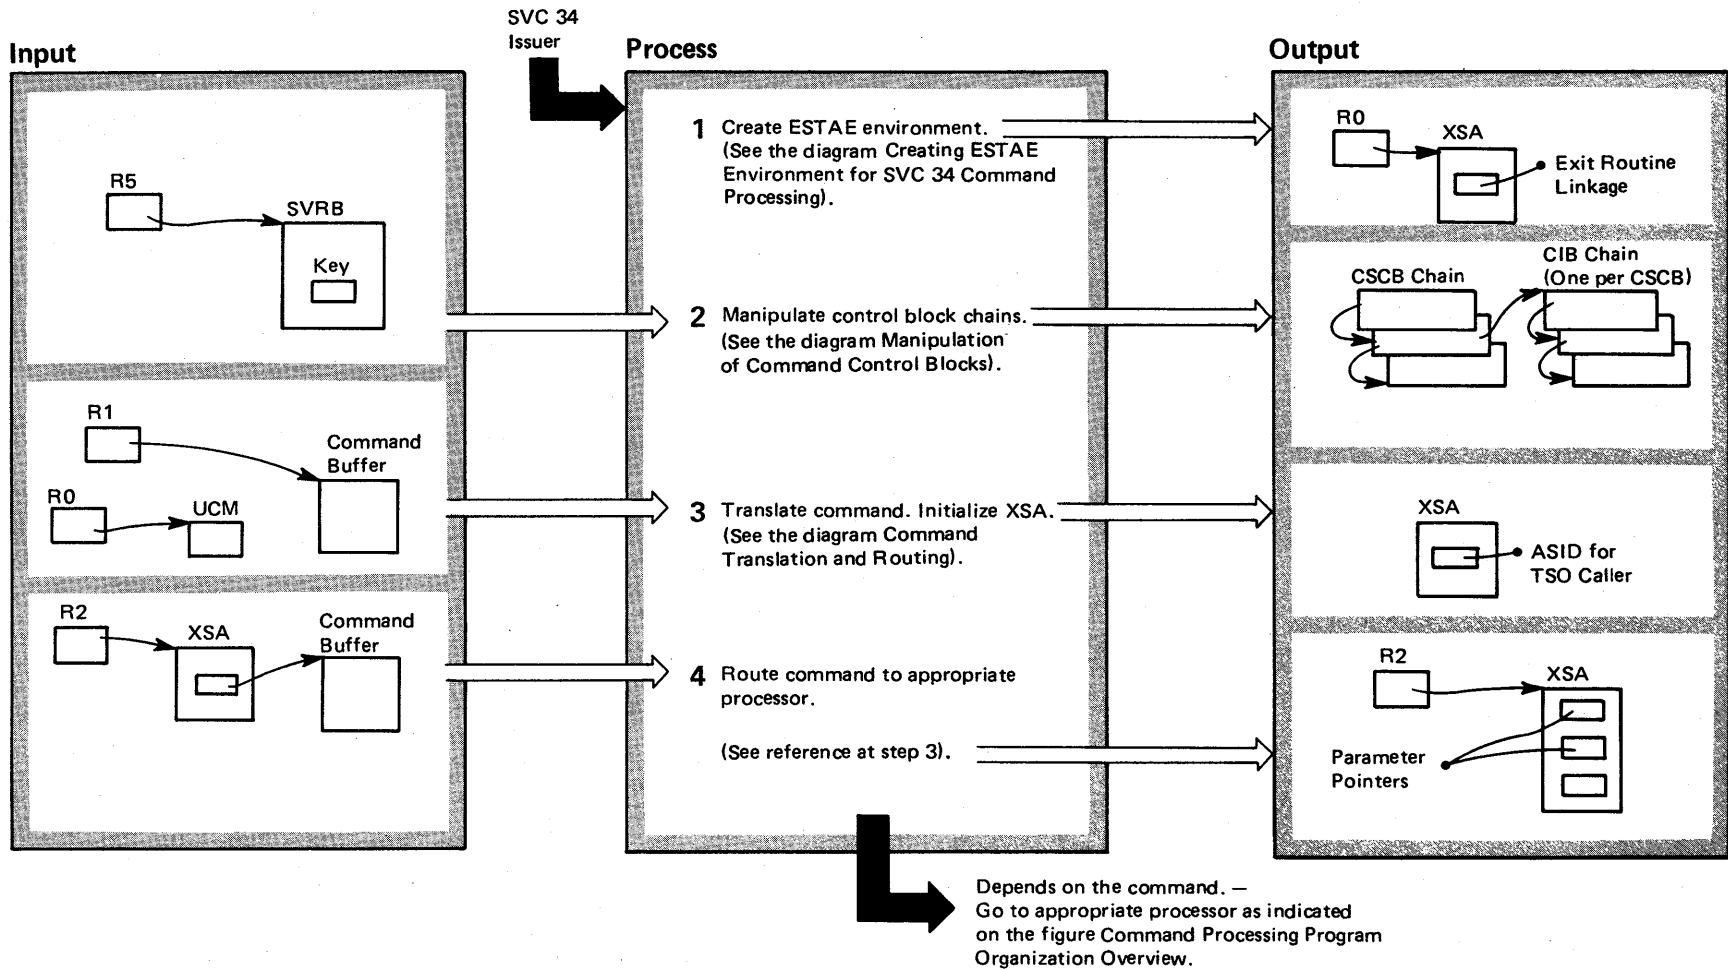 SVC 34
Issuer
Input
Process
Output
R5
SVRB
Key
R1
Command
Buffer
R0
UCM
R2
XSA
Command
Buffer
1 Create ESTAE environment.
(See the diagram Creating ESTAE
Environment for SVC 34 Command
Processing).
2 Manipulate control block chains.
(See the diagram Manipulation
of Command Control Blocks).
3 Translate command. Initialize XSA.
(See the diagram Command
Translation and Routing).
4 Route command to appropriate
processor.
(See reference at step 3).
R0
XSA
Exit Routine
Linkage
CSCB Chain
CIB Chain
(One per CSCB)
XSA
ASID for
TSO Caller
R2
XSA
Parameter
Pointers
Depends on the command. —
Go to appropriate processor as indicated
on the figure Command Processing Program
Organization Overview.